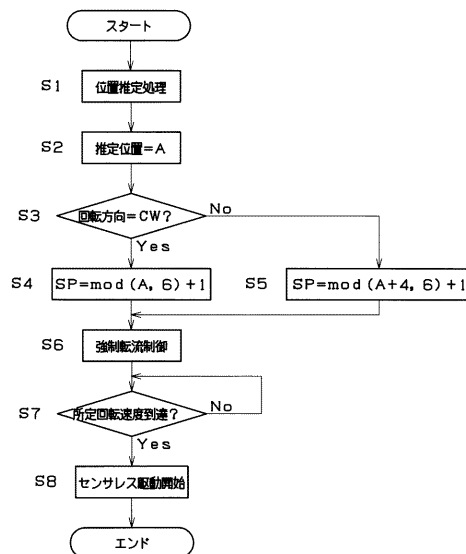 スタート
S1
位置推定処理
S2
推定位置=A
S3
回転方向=CW?
No
Yes
S4
SP=mod(A, 6)+1
S5
SP=mod(A+4, 6)+1
S6
強制転流制御
S7
所定回転速度到達?
No
Yes
S8
センサレス駆動開始
エンド